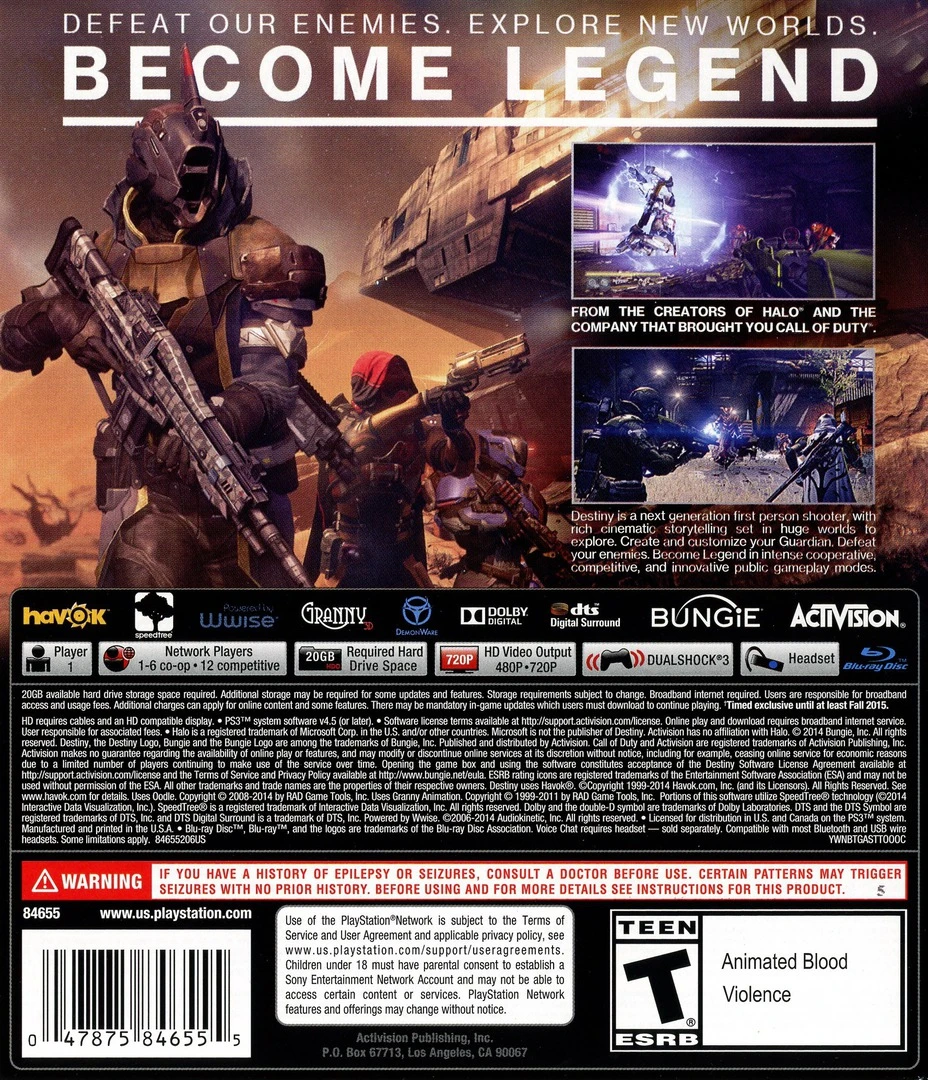 DEFEAT OUR ENEMIES. EXPLORE NEW WORLDS.
BECOME LEGEND
FROM THE CREATORS OF HALO® AND THE
COMPANY THAT BROUGHT YOU CALL OF DUTY®.
Destiny is a next generation first person shooter, with
rich cinematic storytelling set in huge worlds to
explore. Create and customize your Guardian. Defeat
your enemies. Become Legend in intense cooperative,
competitive, and innovative public gameplay modes.
havok
speedtree®
Powered by
Wwise®
GRANNY 3D
DEMONWARE
DOLBY
DIGITAL
dts
Digital Surround
BUNGiE
ACTIVISION®
Player
1
Network Players
1-6 co-op • 12 competitive
20GB
HDD
Required Hard
Drive Space
720P
HD Video Output
480P•720P
DUALSHOCK®3
Headset
Blu-ray Disc™
20GB available hard drive storage space required. Additional storage may be required for some updates and features. Storage requirements subject to change. Broadband internet required. Users are responsible for broadband
access and usage fees. Additional charges can apply for online content and some features. There may be mandatory in-game updates which users must download to continue playing. †Timed exclusive until at least Fall 2015.
HD requires cables and an HD compatible display. • PS3™ system software v4.5 (or later). • Software license terms available at http://support.activision.com/license. Online play and download requires broadband internet service.
User responsible for associated fees. • Halo is a registered trademark of Microsoft Corp. in the U.S. and/or other countries. Microsoft is not the publisher of Destiny. Activision has no affiliation with Halo. © 2014 Bungie, Inc. All rights
reserved. Destiny, the Destiny Logo, Bungie and the Bungie Logo are among the trademarks of Bungie, Inc. Published and distributed by Activision. Call of Duty and Activision are registered trademarks of Activision Publishing, Inc.
Activision makes no guarantee regarding the availability of online play or features, and may modify or discontinue online services at its discretion without notice, including for example, ceasing online service for economic reasons
due to a limited number of players continuing to make use of the service over time. Opening the game box and using the software constitutes acceptance of the Destiny Software License Agreement available at
http://support.activision.com/license and the Terms of Service and Privacy Policy available at http://www.bungie.net/eula. ESRB rating icons are registered trademarks of the Entertainment Software Association (ESA) and may not be
used without permission of the ESA. All other trademarks and trade names are the properties of their respective owners. Destiny uses Havok®. ©Copyright 1999-2014 Havok.com, Inc. (and its Licensors). All Rights Reserved. See
www.havok.com for details. Uses Oodle. Copyright © 2008-2014 by RAD Game Tools, Inc. Uses Granny Animation. Copyright © 1999-2011 by RAD Game Tools, Inc. Portions of this software utilize SpeedTree® technology (©2014
Interactive Data Visualization, Inc.). SpeedTree® is a registered trademark of Interactive Data Visualization, Inc. All rights reserved. Dolby and the double-D symbol are trademarks of Dolby Laboratories. DTS and the DTS Symbol are
registered trademarks of DTS, Inc. and DTS Digital Surround is a trademark of DTS, Inc. Powered by Wwise. ©2006-2014 Audiokinetic, Inc. All rights reserved. • Licensed for distribution in U.S. and Canada on the PS3™ system.
Manufactured and printed in the U.S.A. • Blu-ray Disc™, Blu-ray™, and the logos are trademarks of the Blu-ray Disc Association. Voice Chat requires headset — sold separately. Compatible with most Bluetooth and USB wire
headsets. Some limitations apply. 84655206US
YWNBTGASTTOOOC
WARNING
IF YOU HAVE A HISTORY OF EPILEPSY OR SEIZURES, CONSULT A DOCTOR BEFORE USE. CERTAIN PATTERNS MAY TRIGGER
SEIZURES WITH NO PRIOR HISTORY. BEFORE USING AND FOR MORE DETAILS SEE INSTRUCTIONS FOR THIS PRODUCT.
5
84655
www.us.playstation.com
0 47875 84655 5
Use of the PlayStation®Network is subject to the Terms of
Service and User Agreement and applicable privacy policy, see
www.us.playstation.com/support/useragreements.
Children under 18 must have parental consent to establish a
Sony Entertainment Network Account and may not be able to
access certain content or services. PlayStation Network
features and offerings may change without notice.
Activision Publishing, Inc.
P.O. Box 67713, Los Angeles, CA 90067
TEEN
T®
ESRB
Animated Blood
Violence